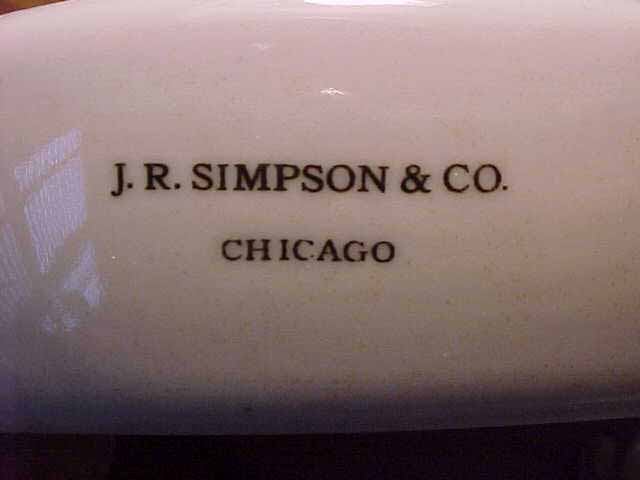 J. R. SIMPSON & CO.
CHICAGO